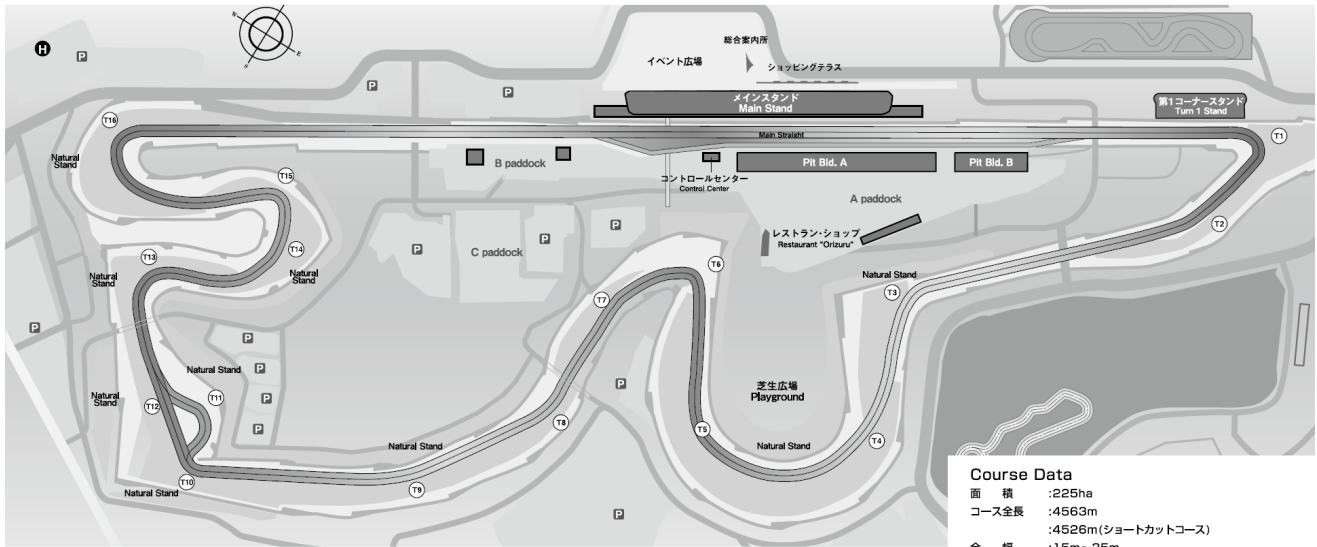 W
N
E
S
H
P
P
P
イベント広場
総合案内所
ショッピングテラス
メインスタンド
Main Stand
第1コーナースタンド
Turn 1 Stand
T16
T1
Main Straight
Natural
Stand
B paddock
コントロールセンター
Control Center
Pit Bld. A
Pit Bld. B
T15
A paddock
T2
レストラン・ショップ
Restaurant "Orizuru"
P
P
P
C paddock
T14
T13
T6
Natural
Stand
Natural
Stand
Natural Stand
T3
T7
P
P
P
P
P
P
Natural Stand
芝生広場
Playground
Natural
Stand
T12
T11
T8
T5
T4
Natural Stand
Natural Stand
T10
T9
Natural Stand
P
Course Data
面 積 :225ha
コース全長 :4563m
:4526m(ショートカットコース)